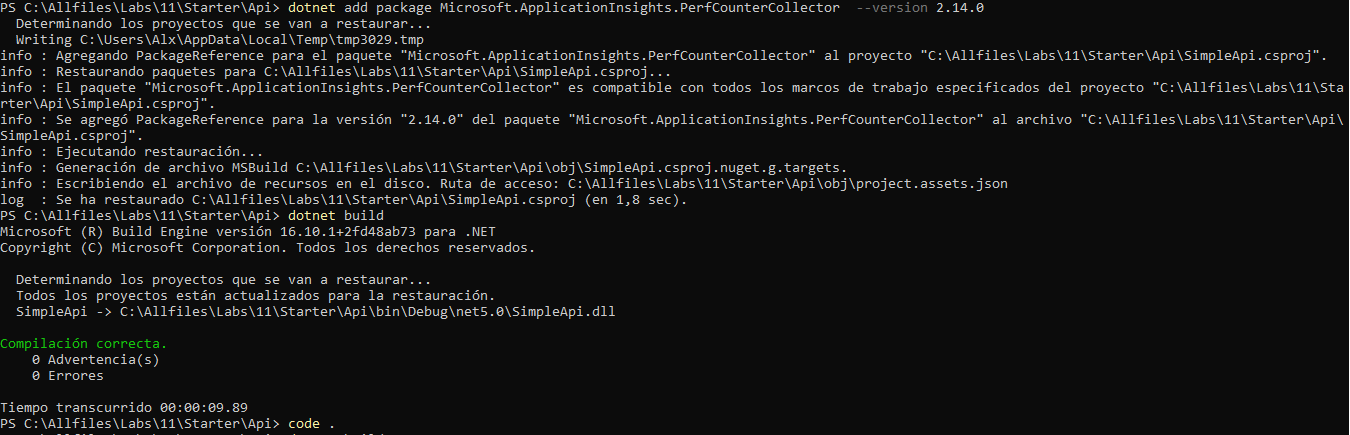 PS C:\Allfiles\Labs\11\Starter\Api> dotnet add package Microsoft.ApplicationInsights.PerfCounterCollector  --version 2.14.0
  Determinando los proyectos que se van a restaurar...
  Writing C:\Users\Alx\AppData\Local\Temp\tmp3029.tmp
info : Agregando PackageReference para el paquete "Microsoft.ApplicationInsights.PerfCounterCollector" al proyecto "C:\Allfiles\Labs\11\Starter\Api\SimpleApi.csproj".
info : Restaurando paquetes para C:\Allfiles\Labs\11\Starter\Api\SimpleApi.csproj...
info : El paquete "Microsoft.ApplicationInsights.PerfCounterCollector" es compatible con todos los marcos de trabajo especificados del proyecto "C:\Allfiles\Labs\11\Sta
rter\Api\SimpleApi.csproj".
info : Se agregó PackageReference para la versión "2.14.0" del paquete "Microsoft.ApplicationInsights.PerfCounterCollector" al archivo "C:\Allfiles\Labs\11\Starter\Api\
SimpleApi.csproj".
info : Ejecutando restauración...
info : Generación de archivo MSBuild C:\Allfiles\Labs\11\Starter\Api\obj\SimpleApi.csproj.nuget.g.targets.
info : Escribiendo el archivo de recursos en el disco. Ruta de acceso: C:\Allfiles\Labs\11\Starter\Api\obj\project.assets.json
log  : Se ha restaurado C:\Allfiles\Labs\11\Starter\Api\SimpleApi.csproj (en 1,8 sec).
PS C:\Allfiles\Labs\11\Starter\Api> dotnet build
Microsoft (R) Build Engine versión 16.10.1+2fd48ab73 para .NET
Copyright (C) Microsoft Corporation. Todos los derechos reservados.

  Determinando los proyectos que se van a restaurar...
  Todos los proyectos están actualizados para la restauración.
  SimpleApi -> C:\Allfiles\Labs\11\Starter\Api\bin\Debug\net5.0\SimpleApi.dll

Compilación correcta.
    0 Advertencia(s)
    0 Errores

Tiempo transcurrido 00:00:09.89
PS C:\Allfiles\Labs\11\Starter\Api> code .